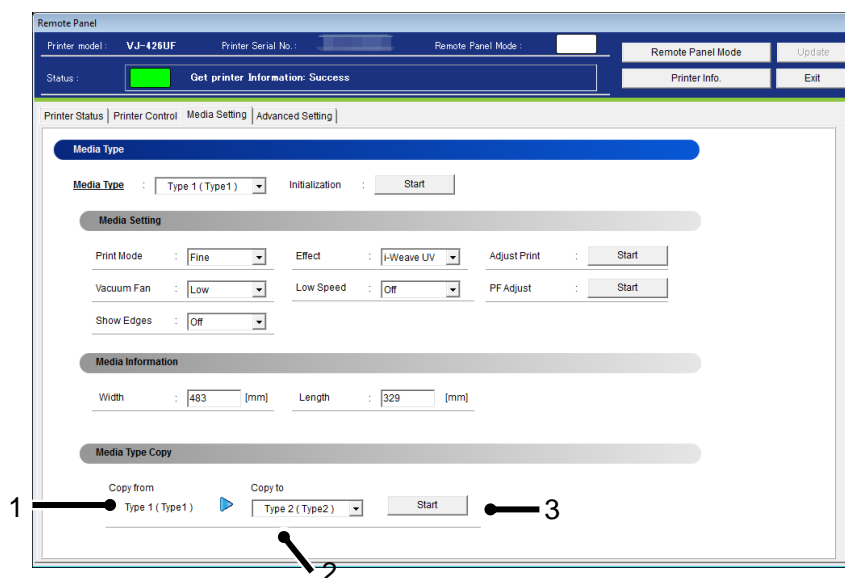 Remote Panel
Printer model : VJ-426UF Printer Serial No. : Remote Panel Mode : Remote Panel Mode Update
Status : Get printer Information: Success Printer Info. Exit
Printer Status Printer Control Media Setting Advanced Setting
Media Type
Media Type : Type 1 ( Type1 ) Initialization : Start
Media Setting
Print Mode : Fine Effect : i-Weave UV Adjust Print : Start
Vacuum Fan : Low Low Speed : Off PF Adjust : Start
Show Edges : Off
Media Information
Width : 483 [mm] Length : 329 [mm]
Media Type Copy
Copy from Copy to
1 Type 1 ( Type1 ) Type 2 ( Type2 ) Start 3
2